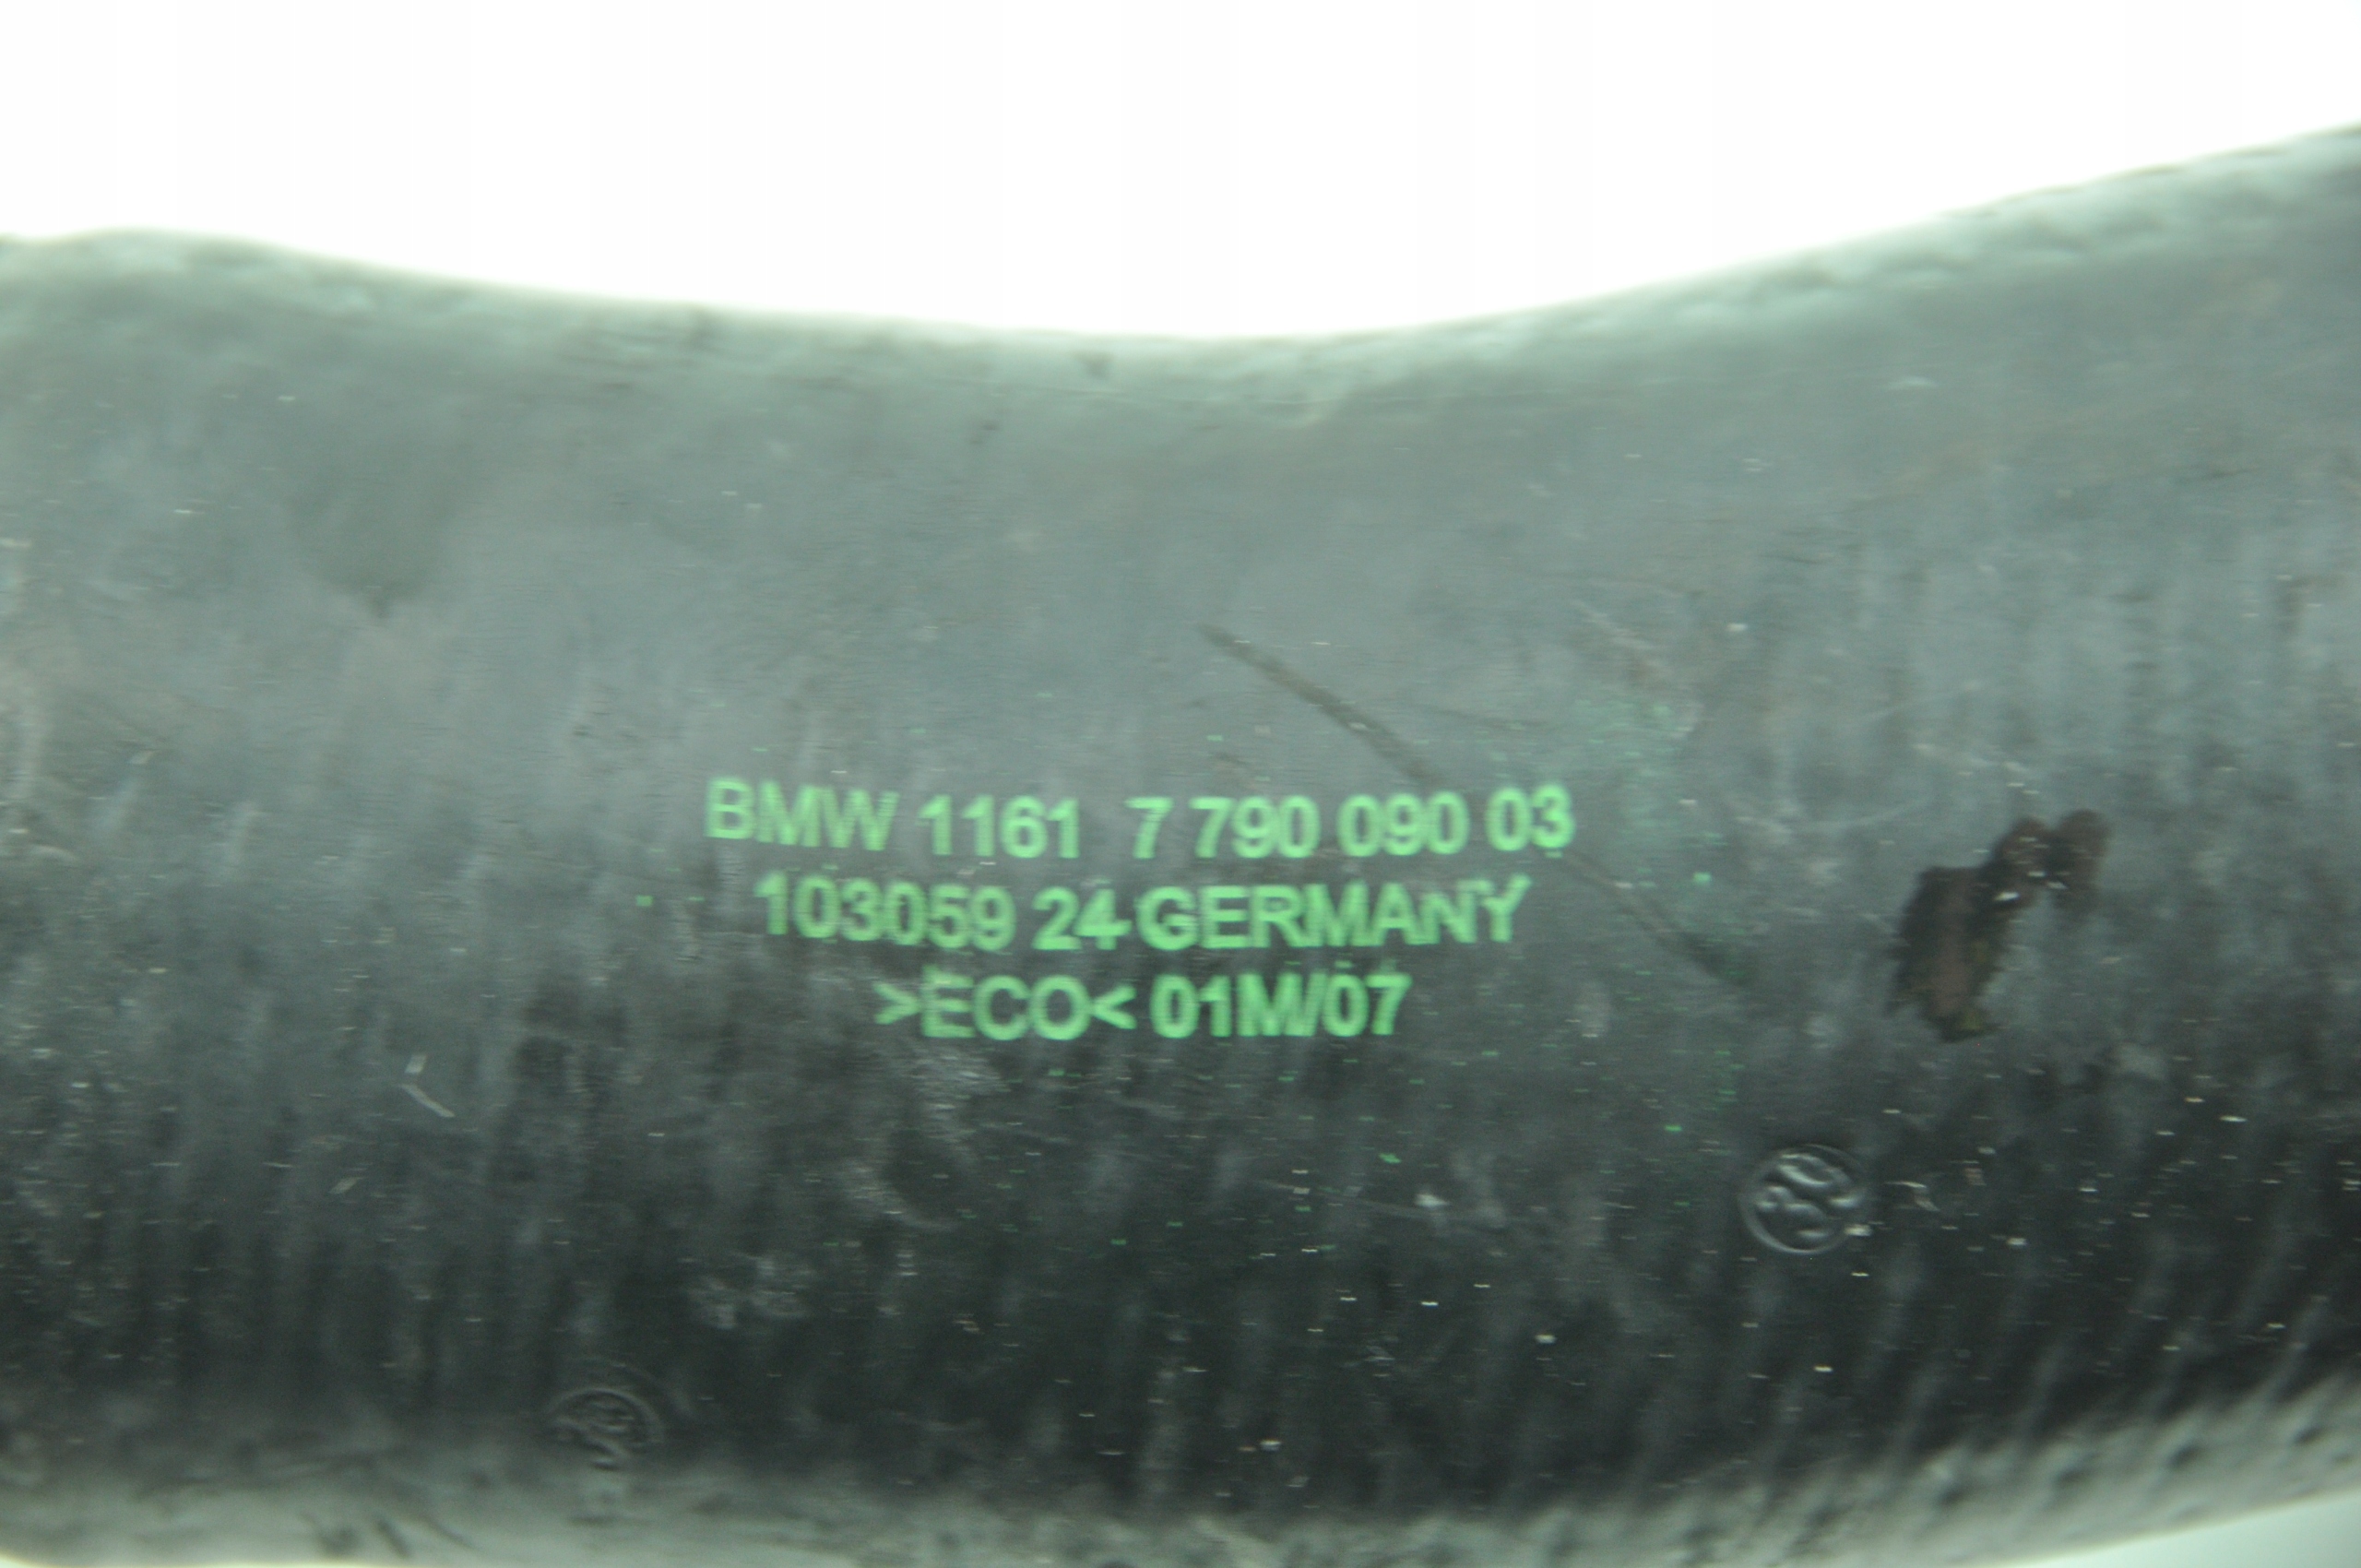 BMW 1161 7 790 090 03
103059 24 GERMANY
>ECO< 01M/07